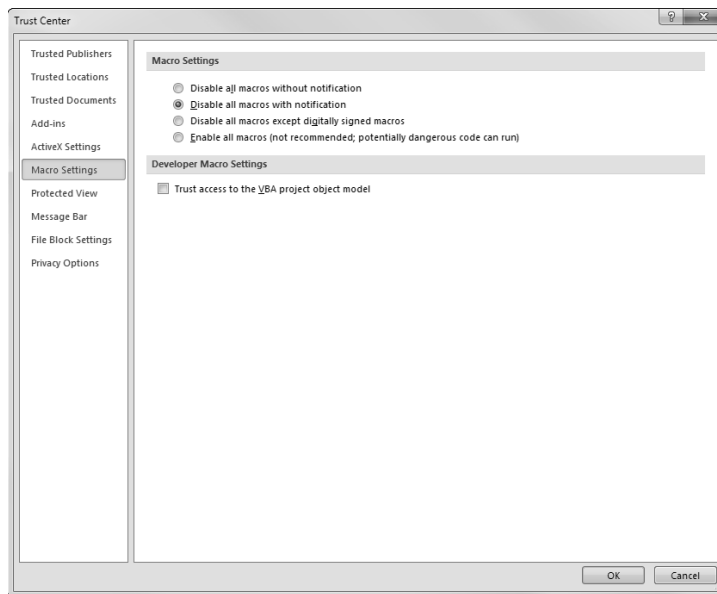 Trust Center
Trusted Publishers
Trusted Locations
Trusted Documents
Add-ins
ActiveX Settings
Macro Settings
Protected View
Message Bar
File Block Settings
Privacy Options
Macro Settings
Disable all macros without notification
Disable all macros with notification
Disable all macros except digitally signed macros
Enable all macros (not recommended; potentially dangerous code can run)
Developer Macro Settings
Trust access to the VBA project object model
OK
Cancel